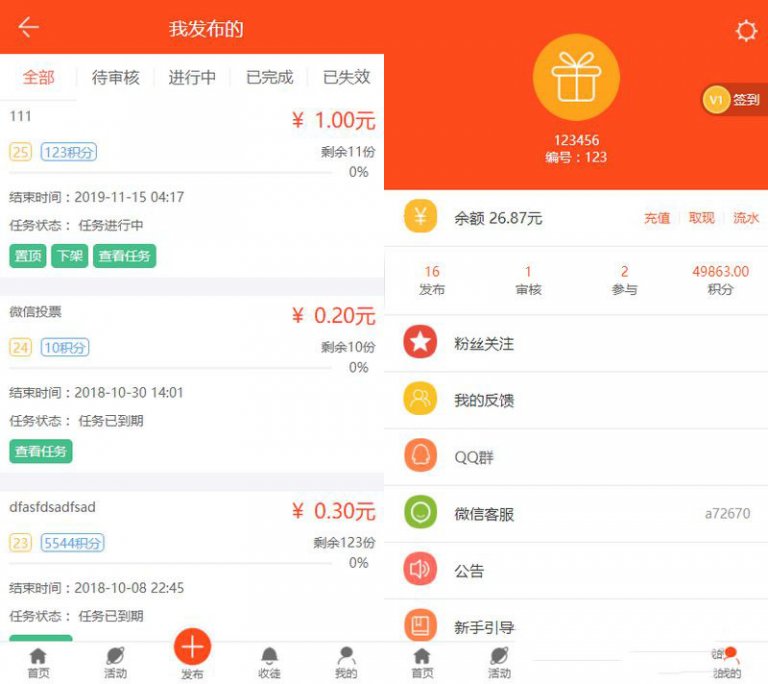 我发布的
全部 待审核 进行中 已完成 已失效
111
¥ 1.00元
25 123积分
剩余11份
0%
结束时间：2019-11-15 04:17
任务状态： 任务进行中
置顶 下架 查看任务
微信投票
¥ 0.20元
24 10积分
剩余10份
0%
结束时间：2018-10-30 14:01
任务状态： 任务已到期
查看任务
dfasfdsadfsad
¥ 0.30元
23 5544积分
剩余123份
0%
结束时间：2018-10-08 22:45
任务状态： 任务已到期
首页 活动 发布 收徒 我的
V1 签到
123456
编号：123
¥ 余额 26.87元 充值 取现 流水
16 1 2 49863.00
发布 审核 参与 积分
粉丝关注
我的反馈
QQ群
微信客服 a72670
公告
新手引导
首页 活动 我的